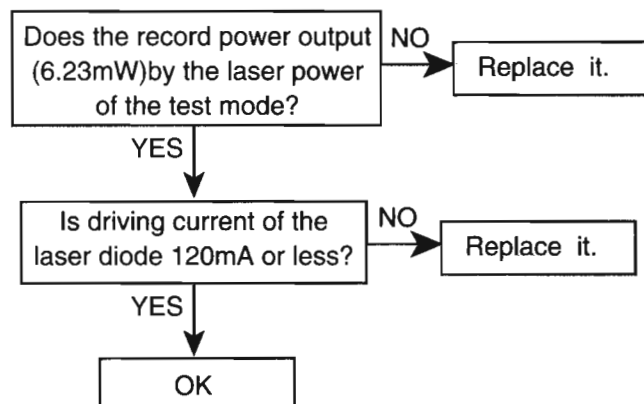 Does the record power output
(6.23mW)by the laser power
of the test mode?
NO
Replace it.
YES
Is driving current of the
laser diode 120mA or less?
NO
Replace it.
YES
OK